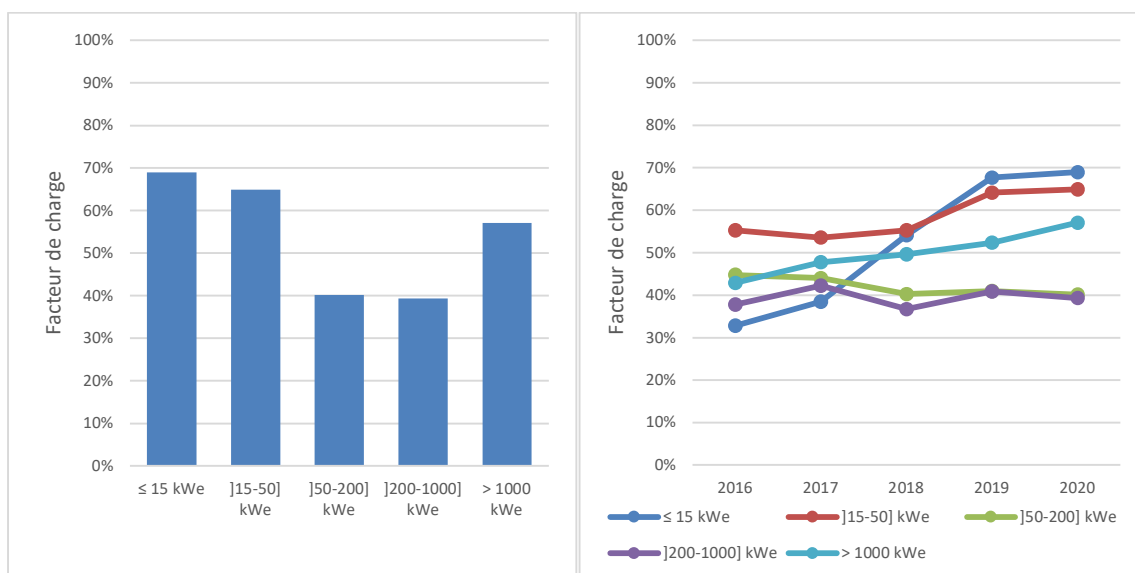 Facteur de charge
100%
90%
80%
70%
60%
50%
40%
30%
20%
10%
0%
≤ 15 kWe
]15-50]
kWe
]50-200]
kWe
]200-1000]
kWe
> 1000
kWe
Facteur de charge
100%
90%
80%
70%
60%
50%
40%
30%
20%
10%
0%
2016
2017
2018
2019
2020
≤ 15 kWe
]15-50] kWe
]50-200] kWe
]200-1000] kWe
> 1000 kWe